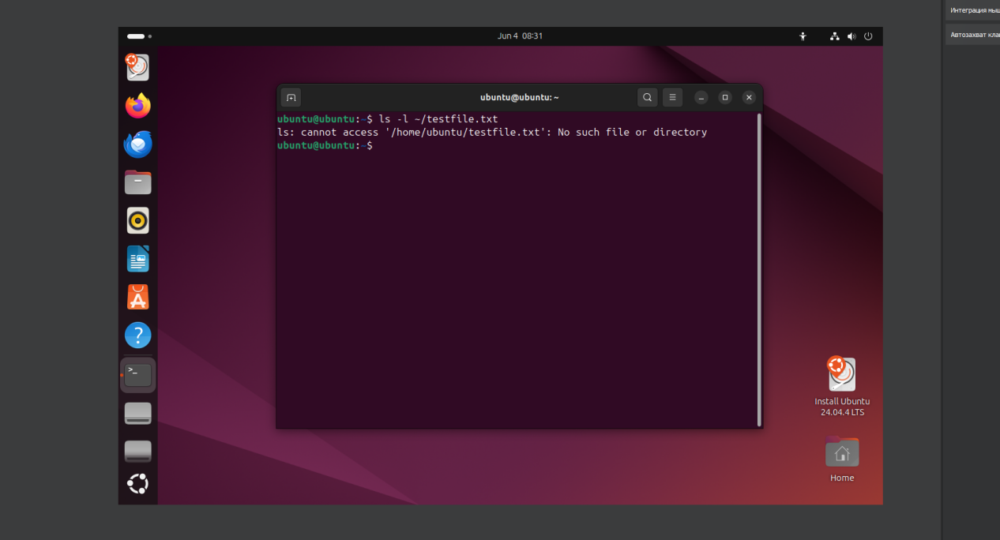 Интеграция мыш
Jun 4 08:31
Автозахват кла
ubuntu@ubuntu: ~
ubuntu@ubuntu:~$ ls -l ~/testfile.txt
ls: cannot access '/home/ubuntu/testfile.txt': No such file or directory
ubuntu@ubuntu:~$
Install Ubuntu
24.04.4 LTS
Home